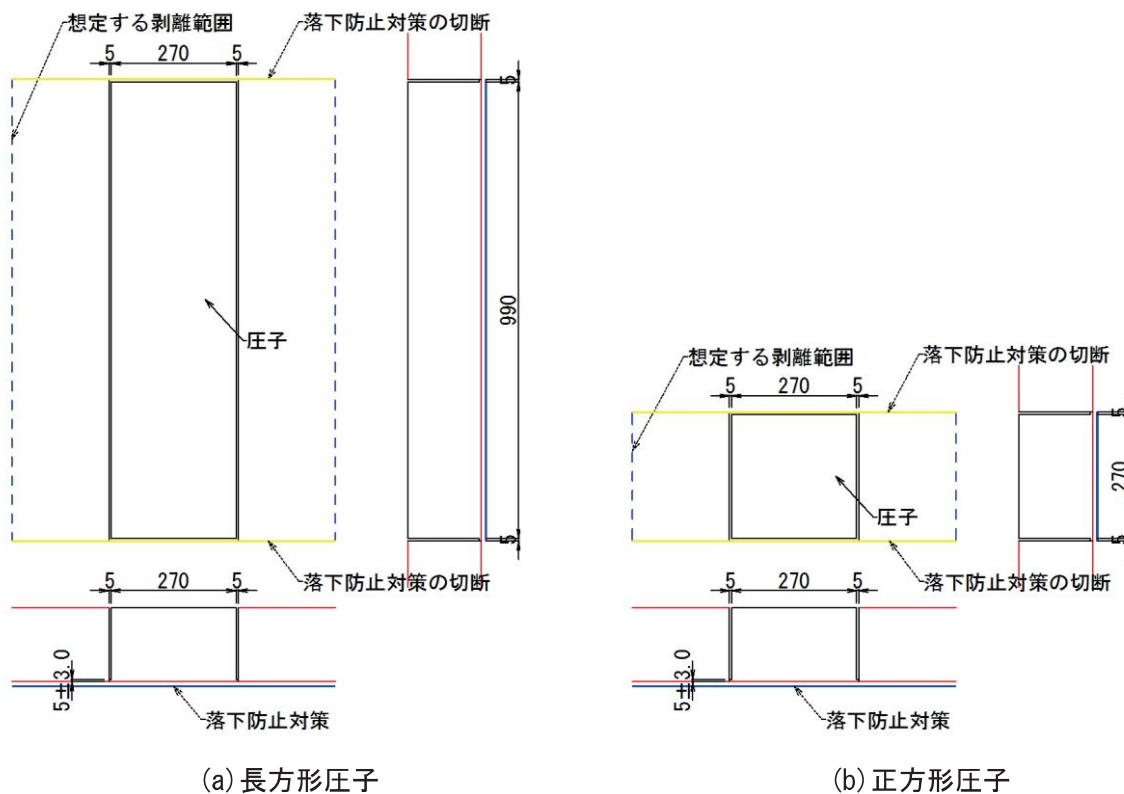 想定する剥離範囲
落下防止対策の切断
5 270 5
5
990
5
圧子
落下防止対策の切断
5 270 5
5±3.0
落下防止対策
(a)長方形圧子
想定する剥離範囲
落下防止対策の切断
5 270 5
5
270
5
圧子
落下防止対策の切断
5 270 5
5±3.0
落下防止対策
(b)正方形圧子